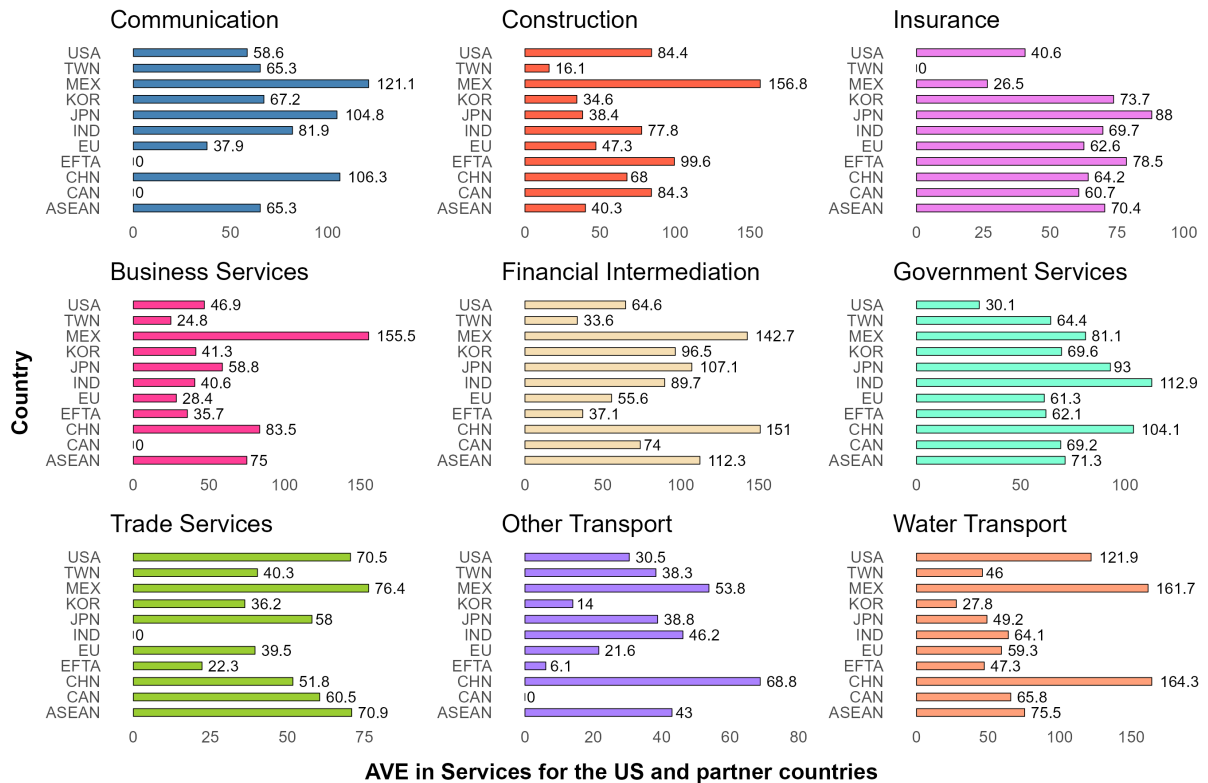 Communication
USA 58.6
TWN 65.3
MEX 121.1
KOR 67.2
JPN 104.8
IND 81.9
EU 37.9
EFTA 0
CHN 106.3
CAN 0
ASEAN 65.3
0 50 100
Construction
USA 84.4
TWN 16.1
MEX 156.8
KOR 34.6
JPN 38.4
IND 77.8
EU 47.3
EFTA 99.6
CHN 68
CAN 84.3
ASEAN 40.3
0 50 100 150
Insurance
USA 40.6
TWN 0
MEX 26.5
KOR 73.7
JPN 88
IND 69.7
EU 62.6
EFTA 78.5
CHN 64.2
CAN 60.7
ASEAN 70.4
0 25 50 75 100
Country
Business Services
USA 46.9
TWN 24.8
MEX 155.5
KOR 41.3
JPN 58.8
IND 40.6
EU 28.4
EFTA 35.7
CHN 83.5
CAN 0
ASEAN 75
0 50 100 150
Financial Intermediation
USA 64.6
TWN 33.6
MEX 142.7
KOR 96.5
JPN 107.1
IND 89.7
EU 55.6
EFTA 37.1
CHN 151
CAN 74
ASEAN 112.3
0 50 100 150
Government Services
USA 30.1
TWN 64.4
MEX 81.1
KOR 69.6
JPN 93
IND 112.9
EU 61.3
EFTA 62.1
CHN 104.1
CAN 69.2
ASEAN 71.3
0 50 100
Trade Services
USA 70.5
TWN 40.3
MEX 76.4
KOR 36.2
JPN 58
IND 0
EU 39.5
EFTA 22.3
CHN 51.8
CAN 60.5
ASEAN 70.9
0 25 50 75
Other Transport
USA 30.5
TWN 38.3
MEX 53.8
KOR 14
JPN 38.8
IND 46.2
EU 21.6
EFTA 6.1
CHN 68.8
CAN 0
ASEAN 43
0 20 40 60 80
Water Transport
USA 121.9
TWN 46
MEX 161.7
KOR 27.8
JPN 49.2
IND 64.1
EU 59.3
EFTA 47.3
CHN 164.3
CAN 65.8
ASEAN 75.5
0 50 100 150
AVE in Services for the US and partner countries